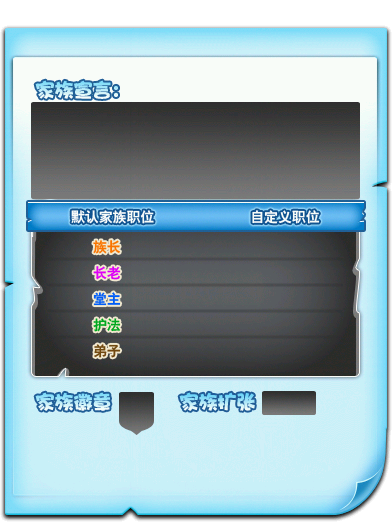 家族宣言:
默认家族职位 自定义职位
族长
长老
堂主
护法
弟子
家族徽章 家族扩张